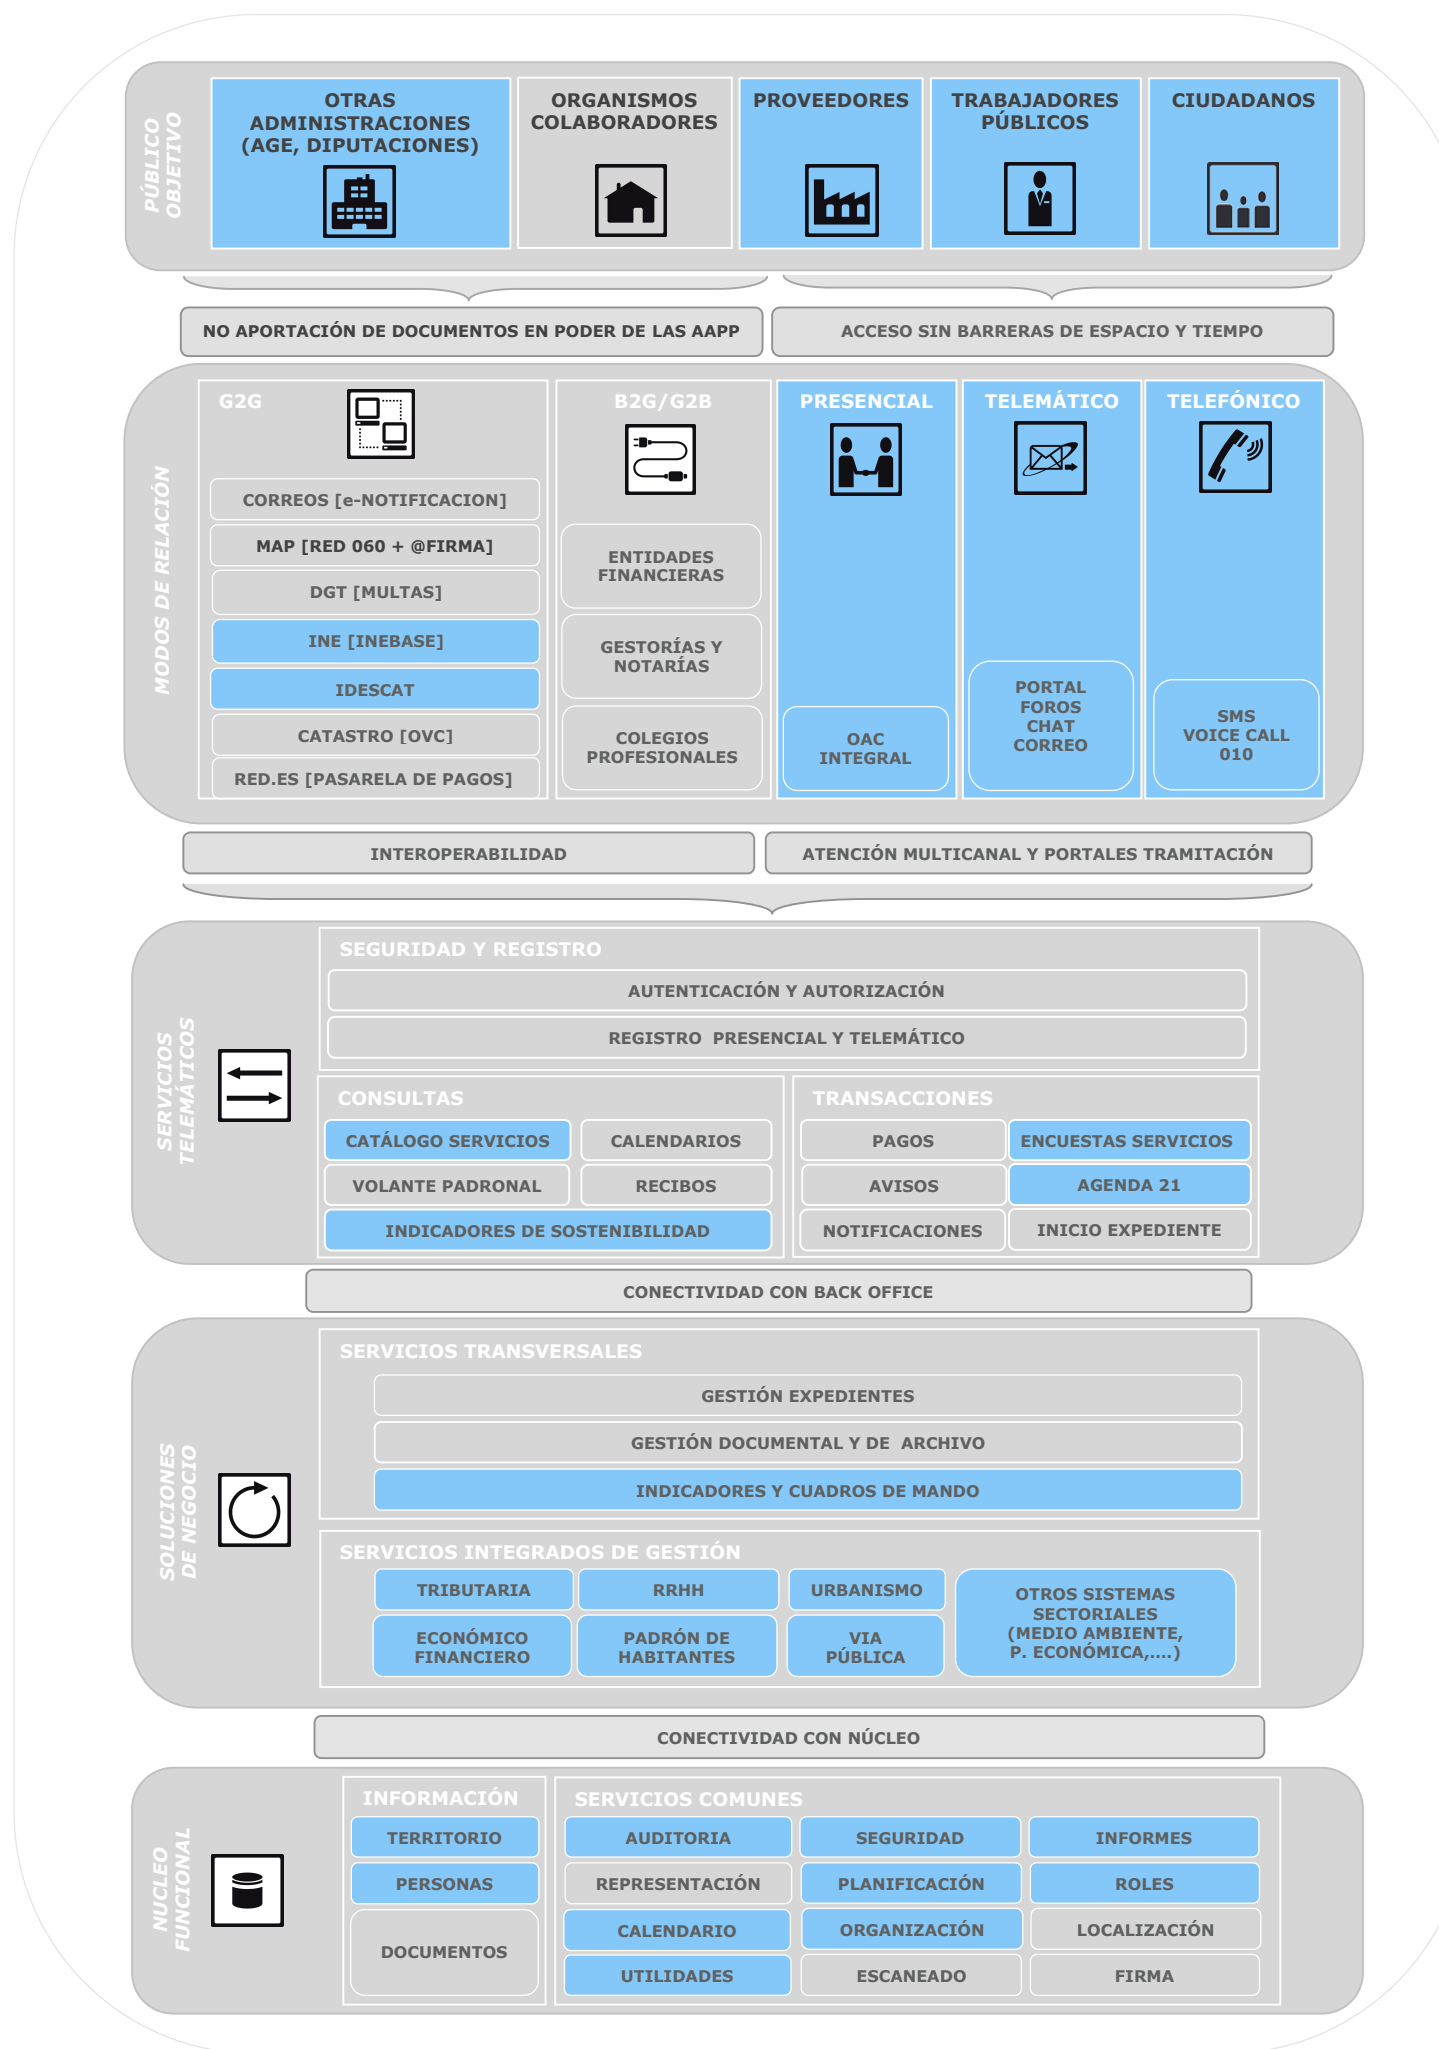 PÚBLICO
OBJETIVO
OTRAS
ADMINISTRACIONES
(AGE, DIPUTACIONES)
ORGANISMOS
COLABORADORES
PROVEEDORES
TRABAJADORES
PÚBLICOS
CIUDADANOS
NO APORTACIÓN DE DOCUMENTOS EN PODER DE LAS AAPP
ACCESO SIN BARRERAS DE ESPACIO Y TIEMPO
MODOS DE RELACIÓN
G2G
CORREOS [e-NOTIFICACION]
MAP [RED 060 + @FIRMA]
DGT [MULTAS]
INE [INEBASE]
IDESCAT
CATASTRO [OVC]
RED.ES [PASARELA DE PAGOS]
B2G/G2B
ENTIDADES
FINANCIERAS
GESTORÍAS Y
NOTARÍAS
COLEGIOS
PROFESIONALES
PRESENCIAL
OAC
INTEGRAL
TELEMÁTICO
PORTAL
FOROS
CHAT
CORREO
TELEFÓNICO
SMS
VOICE CALL
010
INTEROPERABILIDAD
ATENCIÓN MULTICANAL Y PORTALES TRAMITACIÓN
SERVICIOS
TELEMÁTICOS
SEGURIDAD Y REGISTRO
AUTENTICACIÓN Y AUTORIZACIÓN
REGISTRO  PRESENCIAL Y TELEMÁTICO
CONSULTAS
CATÁLOGO SERVICIOS
CALENDARIOS
VOLANTE PADRONAL
RECIBOS
INDICADORES DE SOSTENIBILIDAD
TRANSACCIONES
PAGOS
ENCUESTAS SERVICIOS
AVISOS
AGENDA 21
NOTIFICACIONES
INICIO EXPEDIENTE
CONECTIVIDAD CON BACK OFFICE
SOLUCIONES
DE NEGOCIO
SERVICIOS TRANSVERSALES
GESTIÓN EXPEDIENTES
GESTIÓN DOCUMENTAL Y DE  ARCHIVO
INDICADORES Y CUADROS DE MANDO
SERVICIOS INTEGRADOS DE GESTIÓN
TRIBUTARIA
RRHH
URBANISMO
ECONÓMICO
FINANCIERO
PADRÓN DE
HABITANTES
VIA
PÚBLICA
OTROS SISTEMAS
SECTORIALES
(MEDIO AMBIENTE,
P. ECONÓMICA,....)
CONECTIVIDAD CON NÚCLEO
NUCLEO
FUNCIONAL
INFORMACIÓN
TERRITORIO
PERSONAS
DOCUMENTOS
SERVICIOS COMUNES
AUDITORIA
SEGURIDAD
INFORMES
REPRESENTACIÓN
PLANIFICACIÓN
ROLES
CALENDARIO
ORGANIZACIÓN
LOCALIZACIÓN
UTILIDADES
ESCANEADO
FIRMA